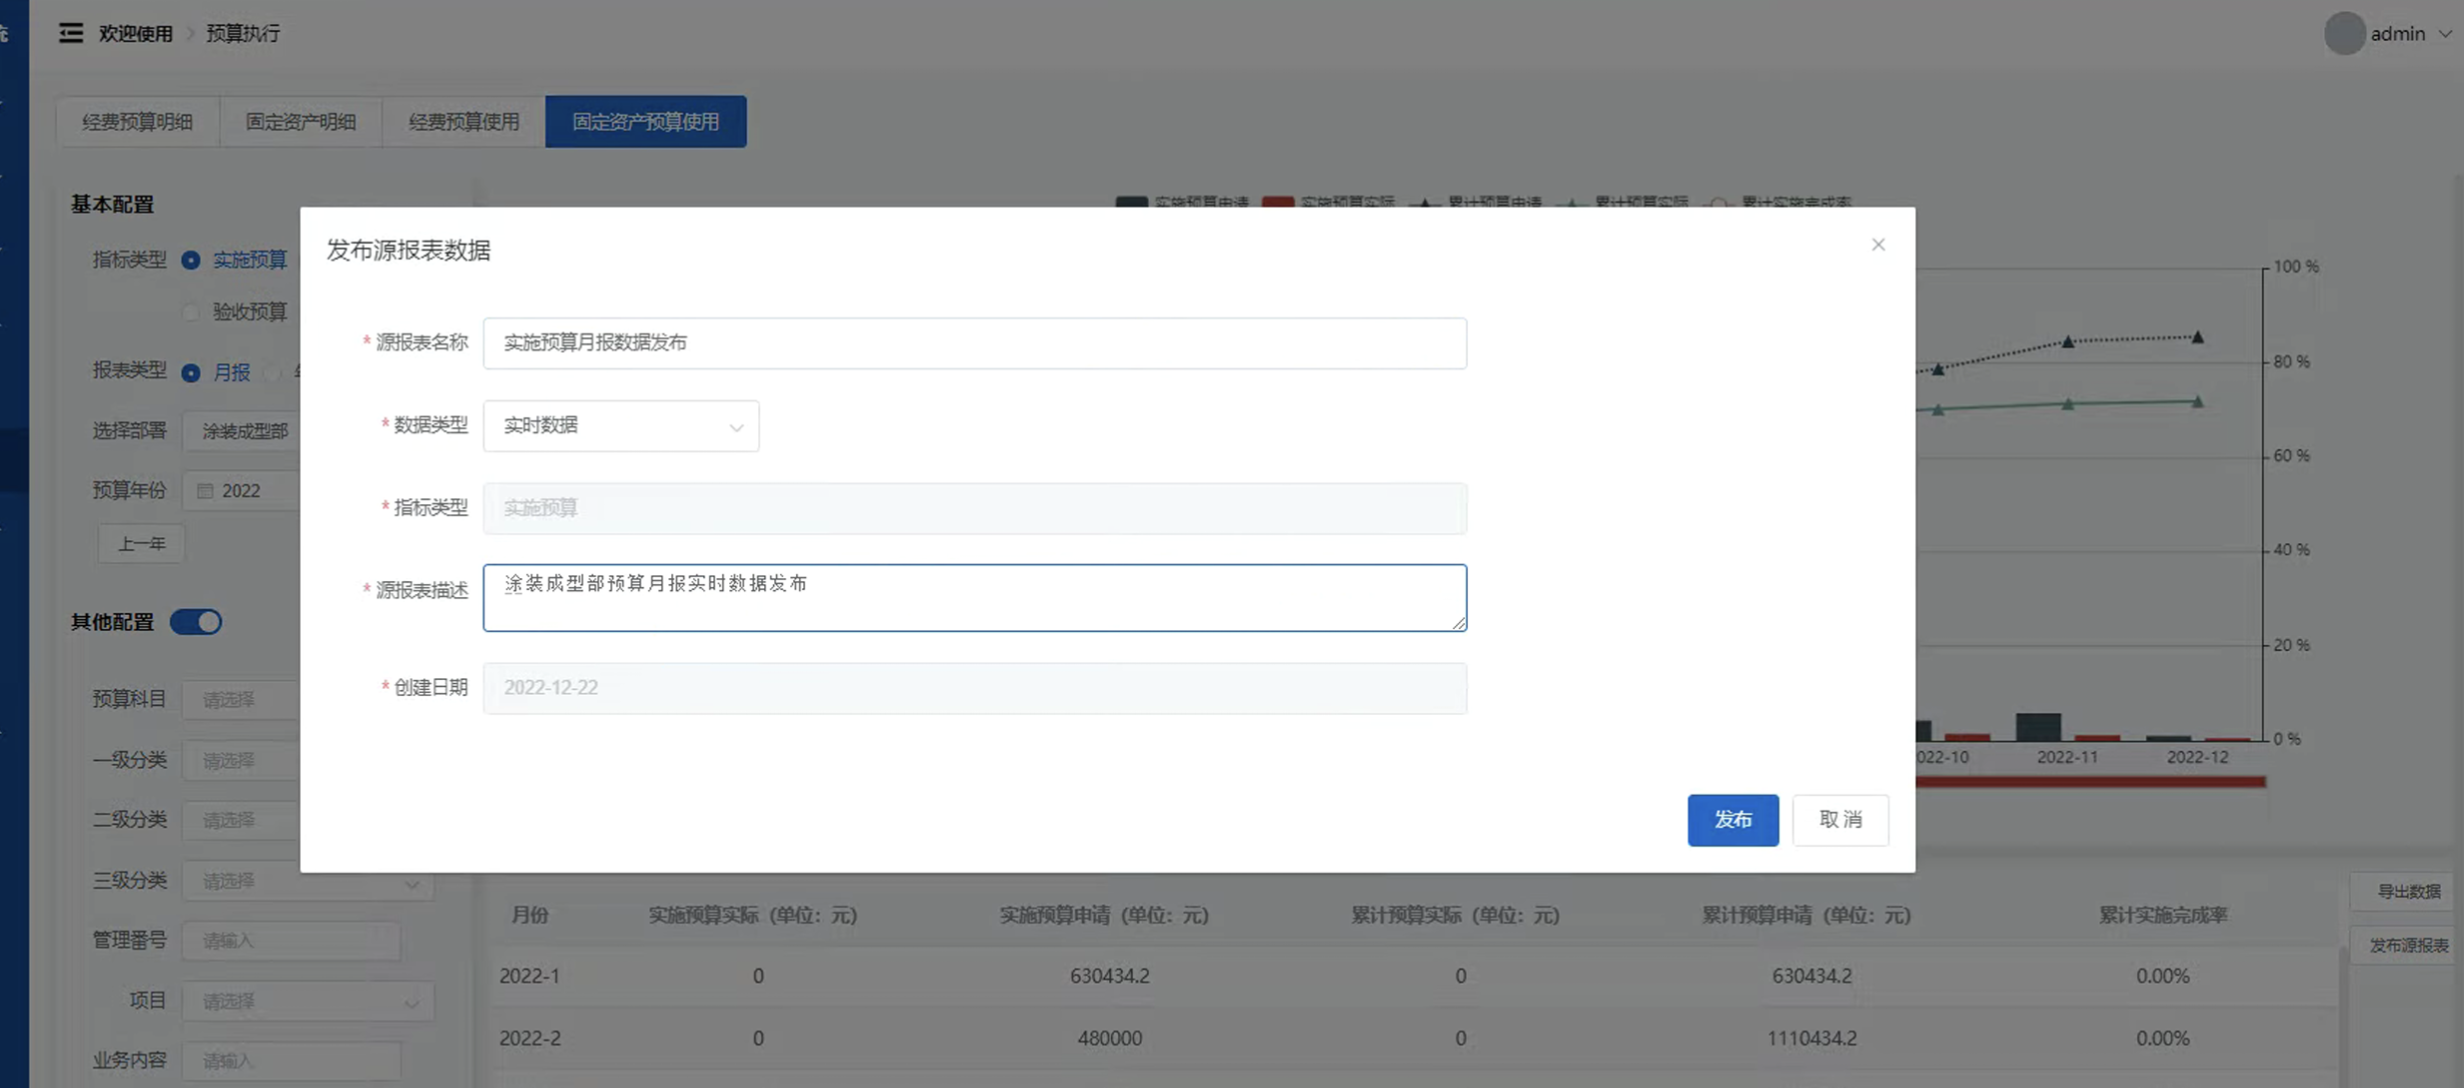 欢迎使用 > 预算执行
admin
经费预算明细 固定资产明细 经费预算使用 固定资产预算使用
基本配置
指标类型 实施预算
验收预算
报表类型 月报
选择部署 涂装成型部
预算年份 2022
上一年
其他配置
预算科目 请选择
一级分类 请选择
二级分类 请选择
三级分类 请选择
管理番号 请输入
项目 请选择
业务内容 请输入
实施预算申请 实施预算实际 累计预算申请 累计预算实际 累计实施完成率
100 %
80 %
60 %
40 %
20 %
0 %
022-10 2022-11 2022-12
发布源报表数据
* 源报表名称 实施预算月报数据发布
* 数据类型 实时数据
* 指标类型 实施预算
* 源报表描述 涂装成型部预算月报实时数据发布
* 创建日期 2022-12-22
发布 取消
导出数据
发布源报表
月份 实施预算实际（单位：元） 实施预算申请（单位：元） 累计预算实际（单位：元） 累计预算申请（单位：元） 累计实施完成率
2022-1 0 630434.2 0 630434.2 0.00%
2022-2 0 480000 0 1110434.2 0.00%